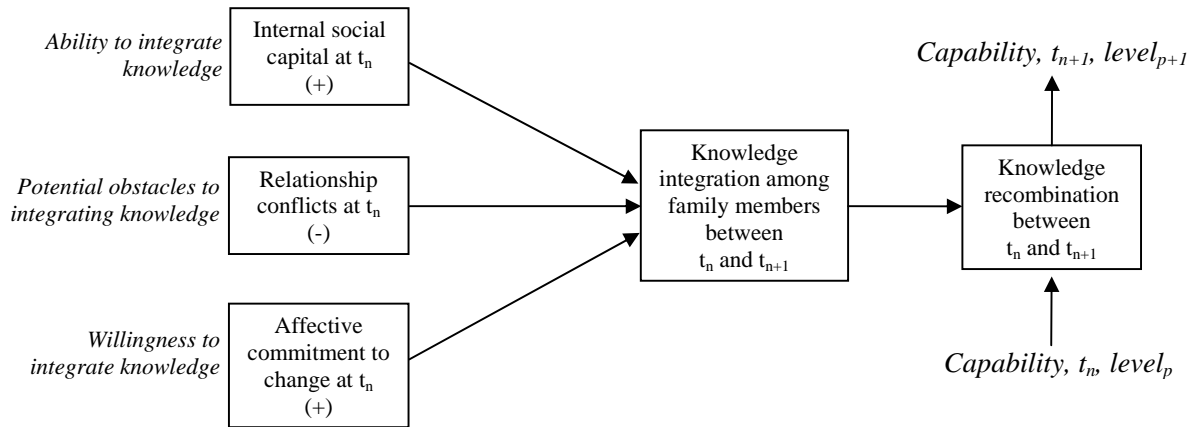 Ability to integrate
knowledge
Internal social
capital at tn
(+)
Potential obstacles to
integrating knowledge
Relationship
conflicts at tn
(-)
Willingness to
integrate knowledge
Affective
commitment to
change at tn
(+)
Knowledge
integration among
family members
between
tn and tn+1
Capability, tn+1, levelp+1
Knowledge
recombination
between
tn and tn+1
Capability, tn, levelp